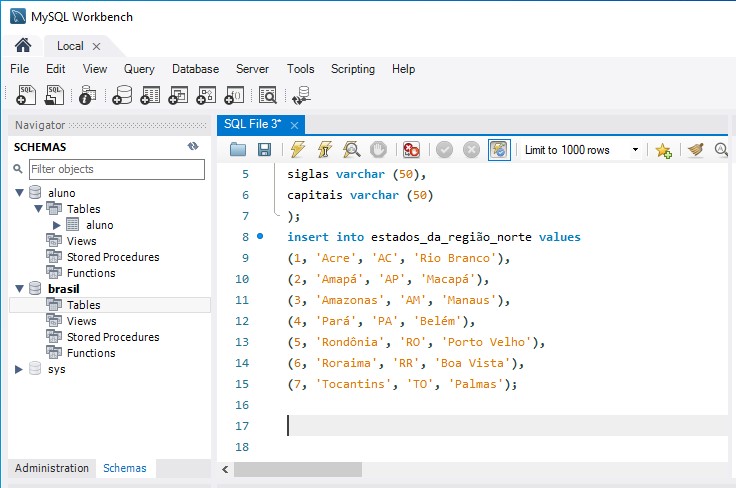 MySQL Workbench
Local
File Edit View Query Database Server Tools Scripting Help
Navigator
SCHEMAS
Filter objects
aluno
Tables
aluno
Views
Stored Procedures
Functions
brasil
Tables
Views
Stored Procedures
Functions
sys
Administration Schemas
SQL File 3*
Limit to 1000 rows
5 siglas varchar (50),
6 capitais varchar (50)
7 );
8 insert into estados_da_região_norte values
9 (1, 'Acre', 'AC', 'Rio Branco'),
10 (2, 'Amapá', 'AP', 'Macapá'),
11 (3, 'Amazonas', 'AM', 'Manaus'),
12 (4, 'Pará', 'PA', 'Belém'),
13 (5, 'Rondônia', 'RO', 'Porto Velho'),
14 (6, 'Roraima', 'RR', 'Boa Vista'),
15 (7, 'Tocantins', 'TO', 'Palmas');
16
17
18